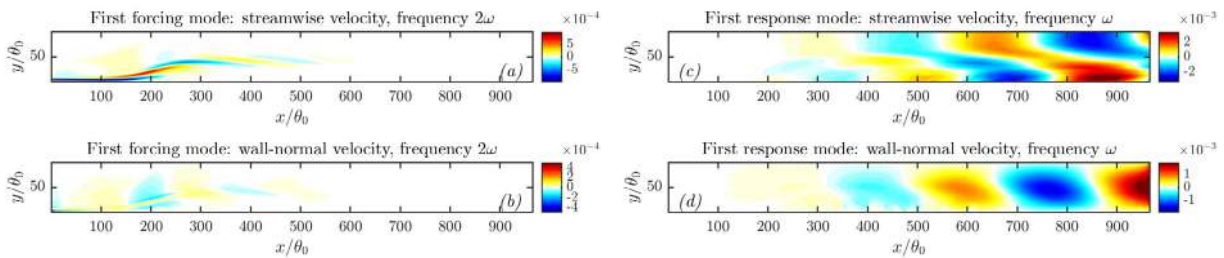 First forcing mode: streamwise velocity, frequency 2ω
×10⁻⁴
y/θ₀
50
(a)
5
0
-5
100 200 300 400 500 600 700 800 900
x/θ₀
First forcing mode: wall-normal velocity, frequency 2ω
×10⁻⁴
y/θ₀
50
(b)
4
2
0
-2
-4
100 200 300 400 500 600 700 800 900
x/θ₀
First response mode: streamwise velocity, frequency ω
×10⁻³
y/θ₀
50
(c)
2
0
-2
100 200 300 400 500 600 700 800 900
x/θ₀
First response mode: wall-normal velocity, frequency ω
×10⁻³
y/θ₀
50
(d)
1
0
-1
100 200 300 400 500 600 700 800 900
x/θ₀